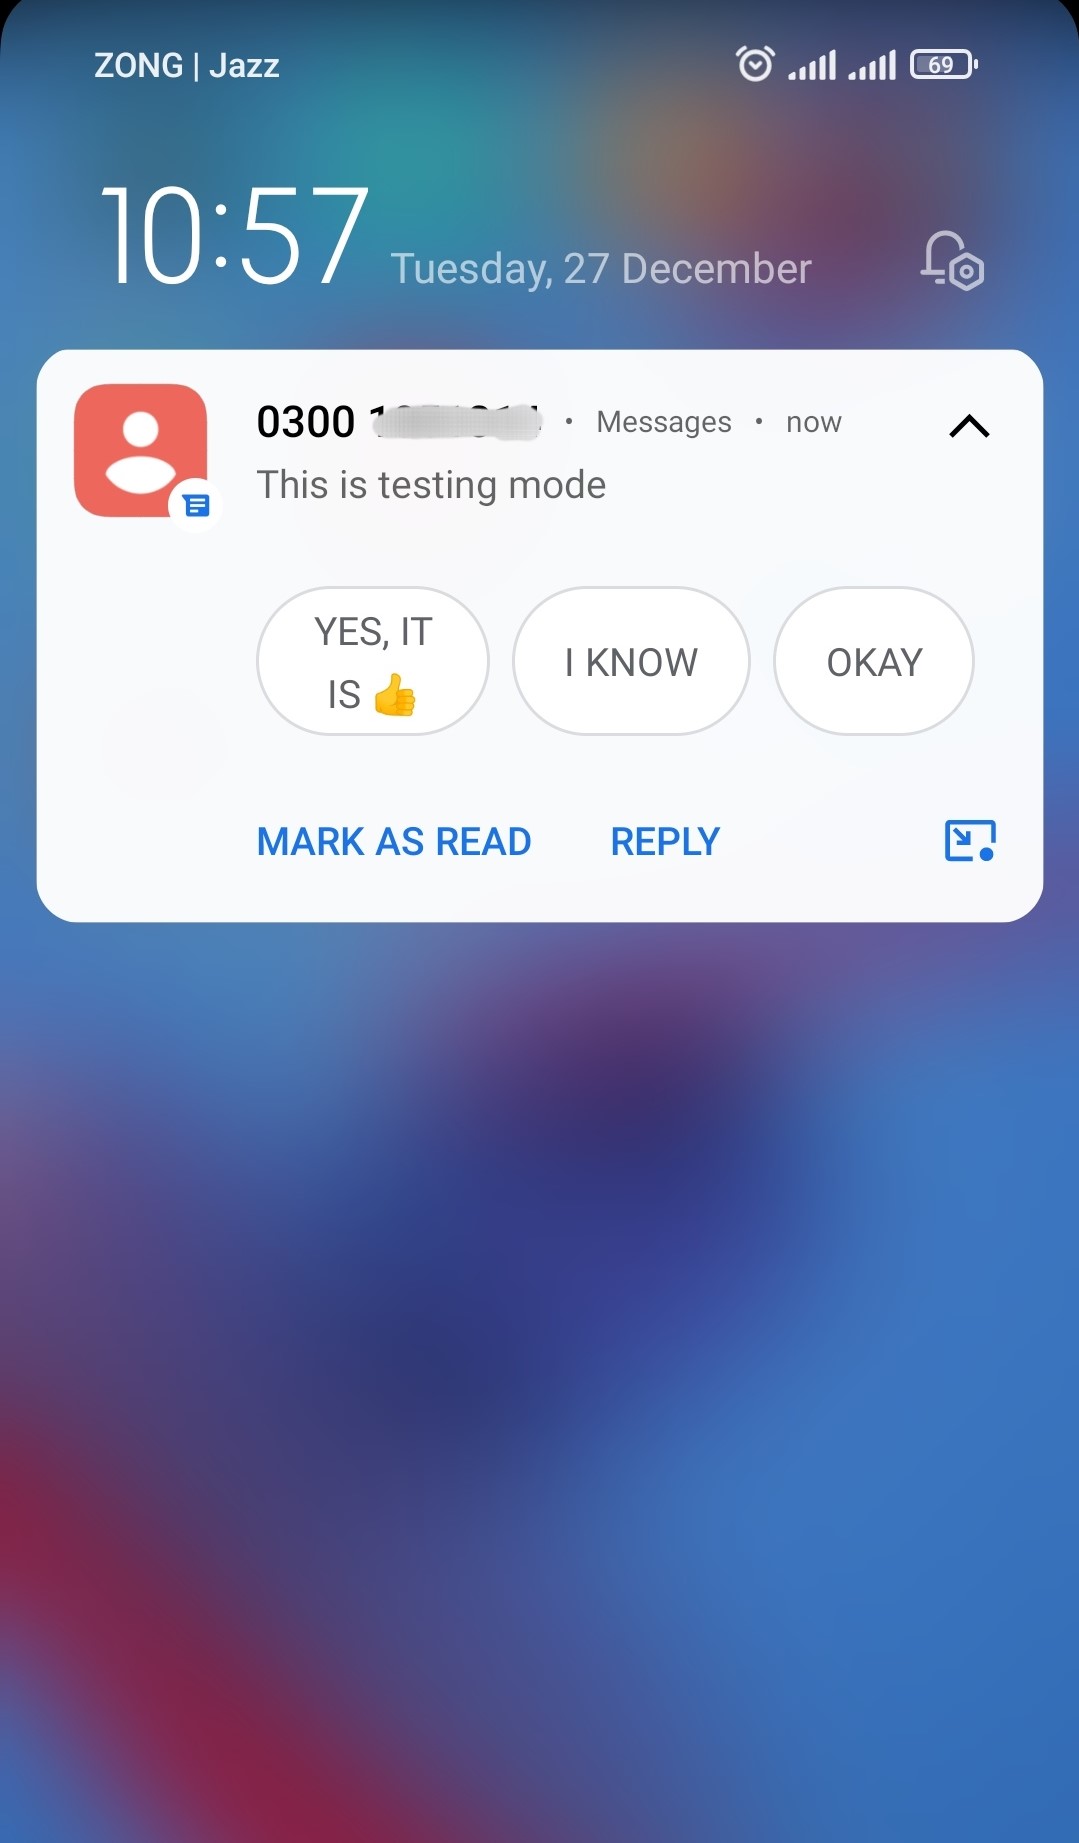 ZONG | Jazz
69
10:57 Tuesday, 27 December
0300 • Messages • now
This is testing mode
YES, IT
IS 👍
I KNOW
OKAY
MARK AS READ REPLY